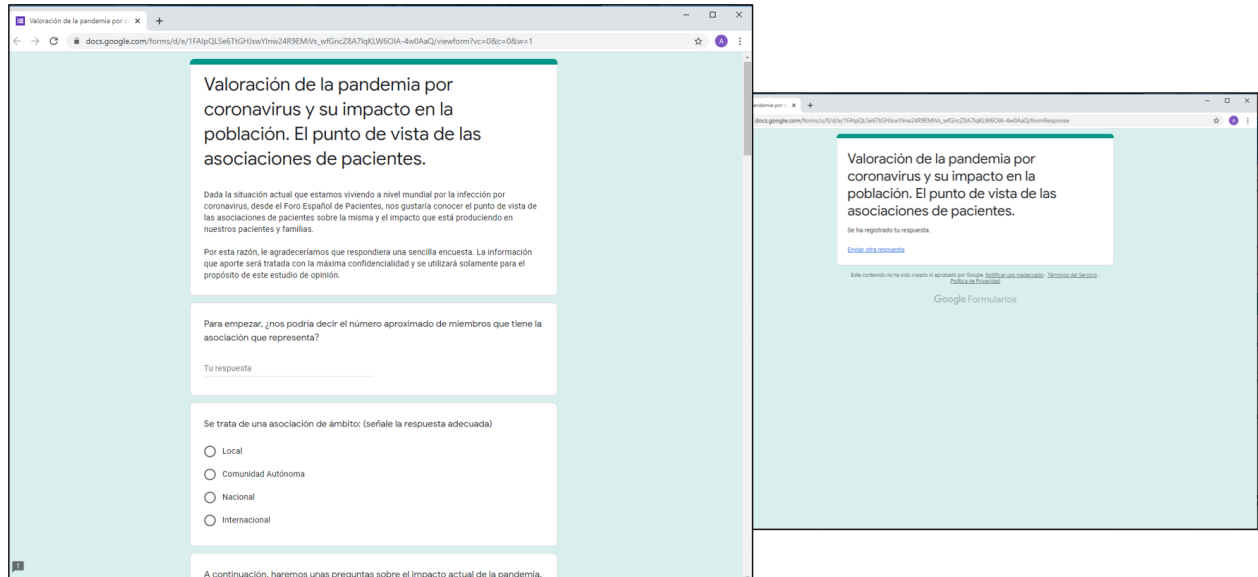 Valoración de la pandemia por c
docs.google.com/forms/d/e/
A
Valoración de la pandemia por
coronavirus y su impacto en la
población. El punto de vista de las
asociaciones de pacientes.
Dada la situación actual que estamos viviendo a nivel mundial por la infección por
coronavirus, desde el Foro Español de Pacientes, nos gustaría conocer el punto de vista de
las asociaciones de pacientes sobre la misma y el impacto que está produciendo en
nuestros pacientes y familias.
Por esta razón, le agradeceríamos que respondiera una sencilla encuesta. La información
que aporte será tratada con la máxima confidencialidad y se utilizará solamente para el
propósito de este estudio de opinión.
Para empezar, ¿nos podría decir el número aproximado de miembros que tiene la
asociación que representa?
Tu respuesta
Se trata de una asociación de ámbito: (señale la respuesta adecuada)
Local
Comunidad Autónoma
Nacional
Internacional
A continuación, haremos unas preguntas sobre el impacto actual de la pandemia.
andemia por c
docs.google.com/forms/u/0/d/e/
A
Valoración de la pandemia por
coronavirus y su impacto en la
población. El punto de vista de las
asociaciones de pacientes.
Se ha registrado tu respuesta.
Enviar otra respuesta
Este contenido no ha sido creado ni aprobado por Google. Notificar uso inadecuado - Términos del Servicio -
Política de Privacidad
Google Formularios